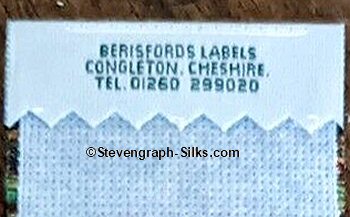 BERISFORDS LABELS
CONGLETON. CHESHIRE.
TEL. 01260 299020
©Stevengraph-Silks.com